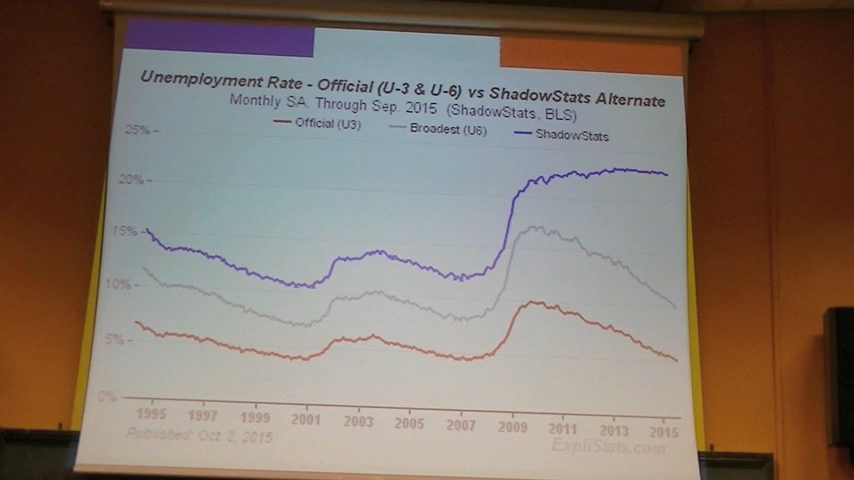 Unemployment Rate - Official (U-3 & U-6) vs ShadowStats Alternate
Monthly SA. Through Sep. 2015 (ShadowStats, BLS)
Official (U3) Broadest (U6) ShadowStats
25%
20%
15%
10%
5%
0%
1995 1997 1999 2001 2003 2005 2007 2009 2011 2013 2015
Published: Oct. 2, 2015
ExpliStats.com